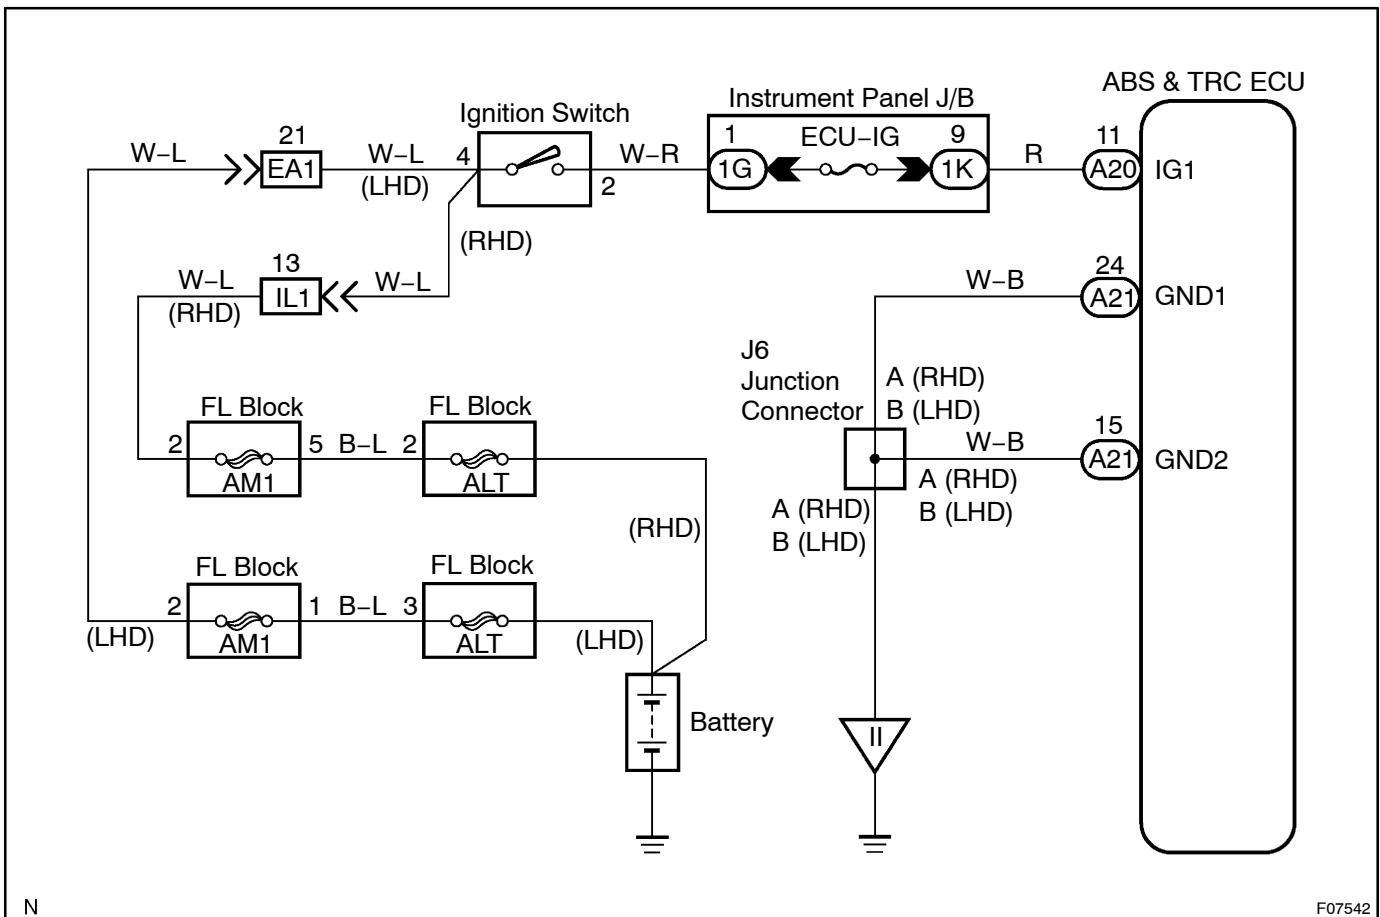 ABS & TRC ECU
Instrument Panel J/B
Ignition Switch
21
1
ECU-IG
9
11
W-L
EA1
W-L
(LHD)
4
2
W-R
1G
1K
R
A20
IG1
(RHD)
13
W-L
(RHD)
IL1
W-L
24
W-B
A21
GND1
J6
Junction
Connector
A (RHD)
B (LHD)
FL Block
FL Block
2
5
B-L
2
AM1
ALT
15
W-B
A21
GND2
A (RHD)
B (LHD)
A (RHD)
B (LHD)
(RHD)
FL Block
FL Block
2
1
B-L
3
(LHD)
AM1
ALT
(LHD)
Battery
II
N
F07542